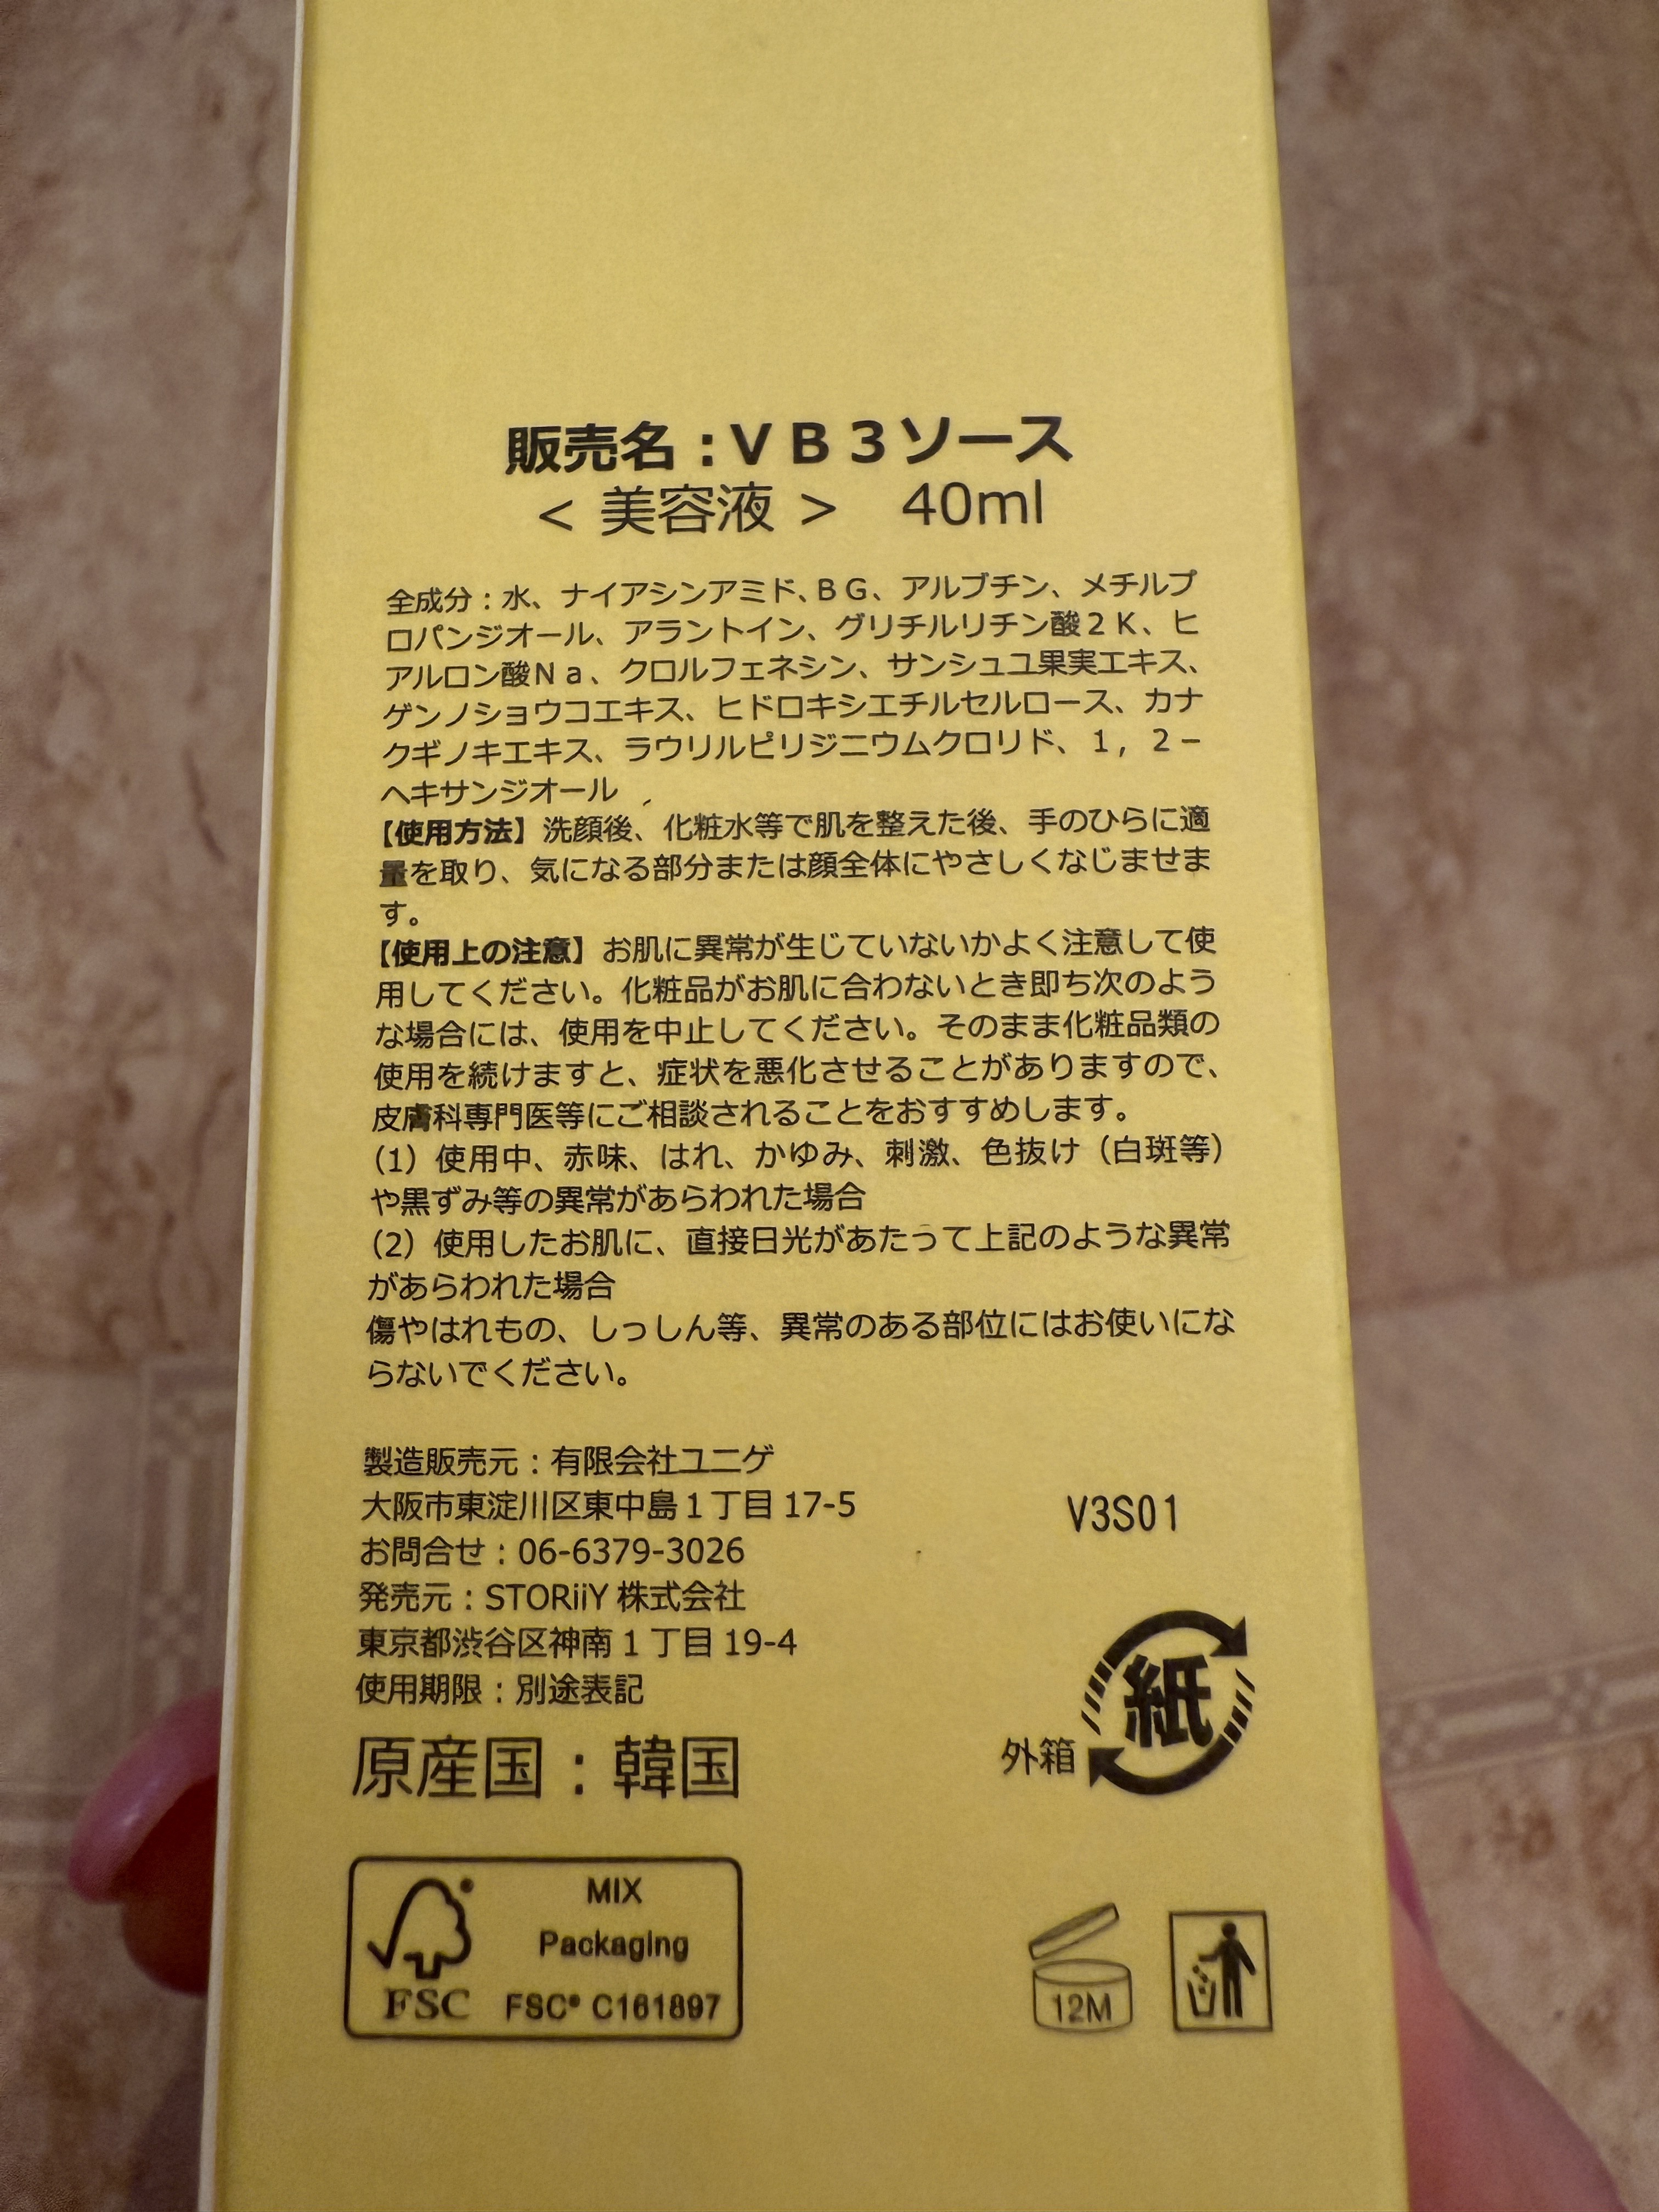 販売名：ＶＢ３ソース
＜ 美容液 ＞　40ml
全成分：水、ナイアシンアミド、ＢＧ、アルブチン、メチルプ
ロパンジオール、アラントイン、グリチルリチン酸２Ｋ、ヒ
アルロン酸Ｎａ、クロルフェネシン、サンシュユ果実エキス、
ゲンノショウコエキス、ヒドロキシエチルセルロース、カナ
クギノキエキス、ラウリルピリジニウムクロリド、１，２－
ヘキサンジオール
【使用方法】洗顔後、化粧水等で肌を整えた後、手のひらに適
量を取り、気になる部分または顔全体にやさしくなじませま
す。
【使用上の注意】お肌に異常が生じていないかよく注意して使
用してください。化粧品がお肌に合わないとき即ち次のよう
な場合には、使用を中止してください。そのまま化粧品類の
使用を続けますと、症状を悪化させることがありますので、
皮膚科専門医等にご相談されることをおすすめします。
（1）使用中、赤味、はれ、かゆみ、刺激、色抜け（白斑等）
や黒ずみ等の異常があらわれた場合
（2）使用したお肌に、直接日光があたって上記のような異常
があらわれた場合
傷やはれもの、しっしん等、異常のある部位にはお使いにな
らないでください。
製造販売元：有限会社ユニゲ
大阪市東淀川区東中島１丁目 17-5
お問合せ：06-6379-3026
発売元：STORiiY 株式会社
東京都渋谷区神南１丁目 19-4
使用期限：別途表記
原産国：韓国
V3S01
紙
外箱
MIX
Packaging
FSC
FSC® C161897
12M